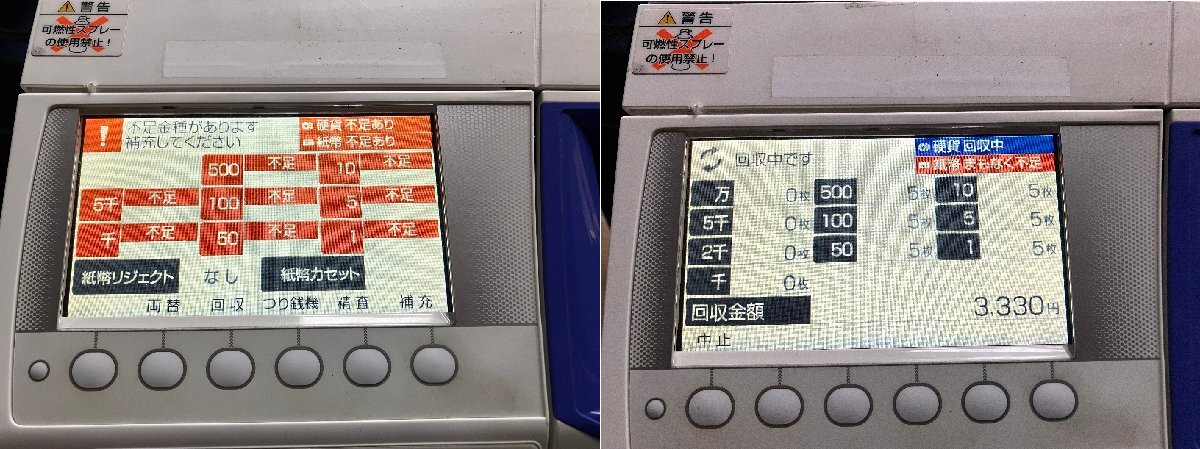 警告
可燃性スプレー
の使用禁止!
不足金種があります
補充してください
硬貨 不足あり
紙幣 不足あり
500 不足 10 不足
5千 不足 100 不足 5 不足
千 不足 50 不足 1 不足
紙幣リジェクト なし 紙幣カセット
両替 回収 つり銭機 精査 補充
警告
可燃性スプレー
の使用禁止!
回収中です
硬貨 回収中
紙幣 まもなく不足
万 0枚 500 5枚 10 5枚
5千 0枚 100 5枚 5 5枚
2千 0枚 50 5枚 1 5枚
千 0枚
回収金額 3,330円
中止